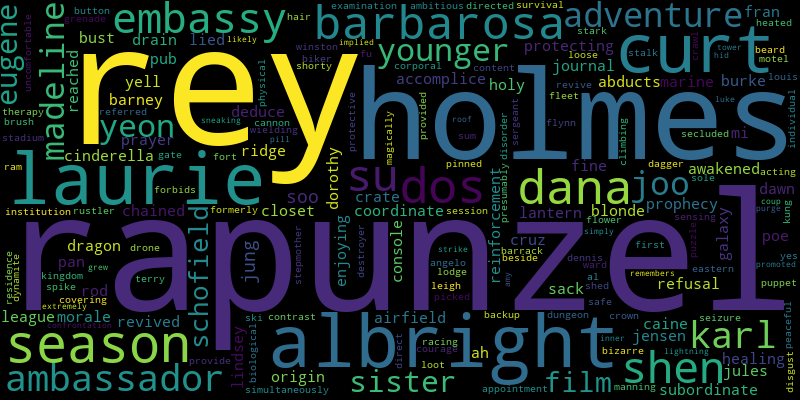 button grenade hair examination ambitious directed survival
embassy barbarosa adventure fran heated
eugene uncomfortable bust drain lied likely winston implied fu stark beard
madeline reached pub biker shorty younger protecting curt stalk crawl tower hid motel
rey yell accomplice corporal content journal loose
therapy barney physical cannon holy abducts marine burke louis
brush referred deduce wielding protective magically provided disorder revive fleet luke
stadium yeon sneaking pill holmes roof sum sergeant flynn climbing secluded mi individual
prayer ridge dorothy presumably
cinderella gate fort pinned fine dagger awakened acting
ram laurie soo su dos dana joo sole dawn
forbids crate session lantern blonde prophecy kung
institution rustler chained formerly closet coordinate flower coup
dragon drone schofield stepmother destroyer console reinforcement cruz simply sensing puzzle galaxy purge poe
residence dynamite pan kingdom grew jung enjoying strike barrack first yes
rapunzel
spike terry angelo beside dennis eastern promoted
rod covering biological lodge amy ward al remembers puppet
extremely leigh sack shed refusal
league morale ski contrast airfield picked backup safe crown caine seizure peaceful
confrontation revived direct racing dungeon inner jensen bizarre karl disgust
season lindsey albright courage ah lightning healing
provide origin loot shen jules
ambassador simultaneously sister appointment film manning subordinate